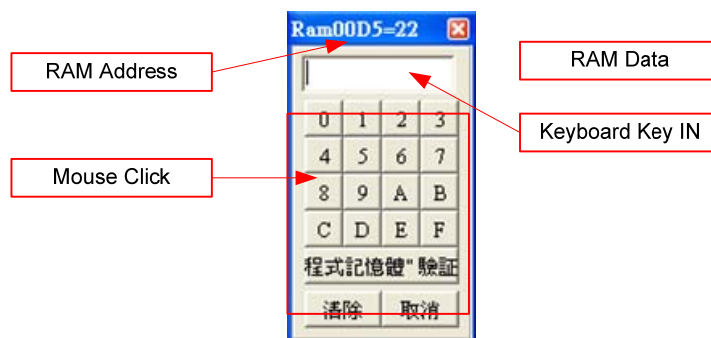 Ram00D5=22
RAM Address
RAM Data
Keyboard Key IN
0 1 2 3
4 5 6 7
Mouse Click
8 9 A B
C D E F
程式記憶體" 驗証
清除 取消